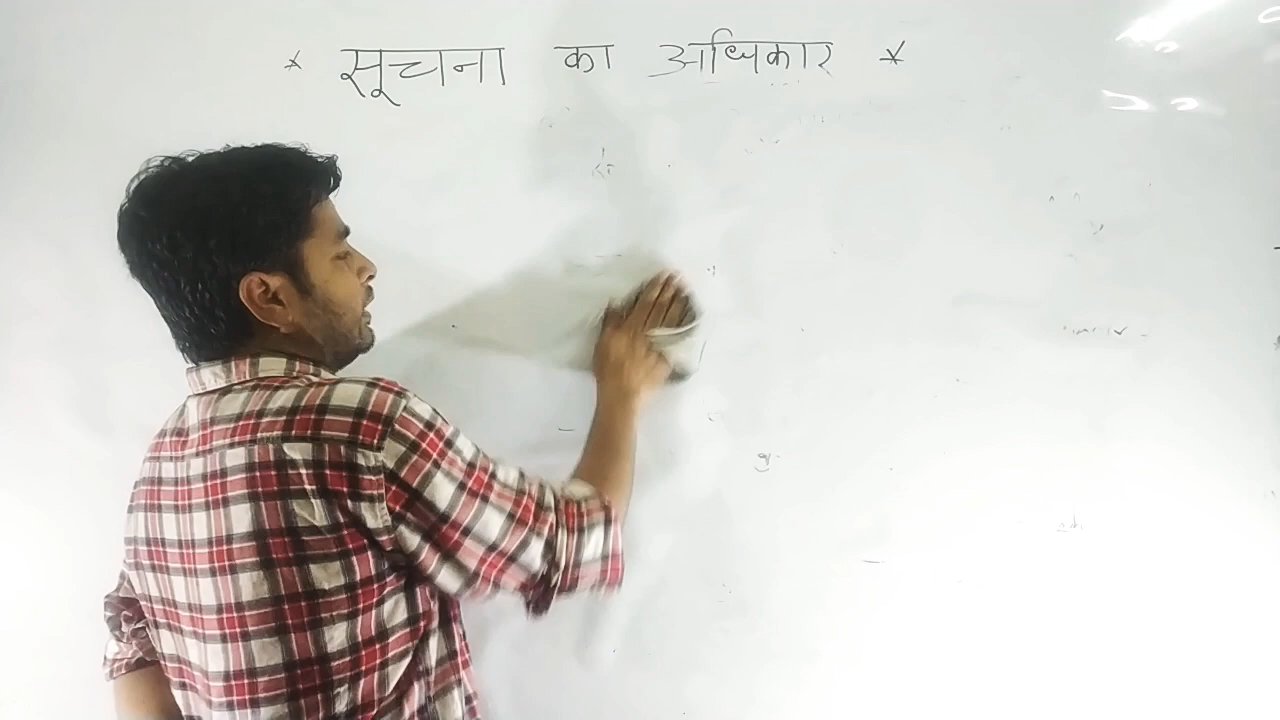 * सूचना का अधिकार *